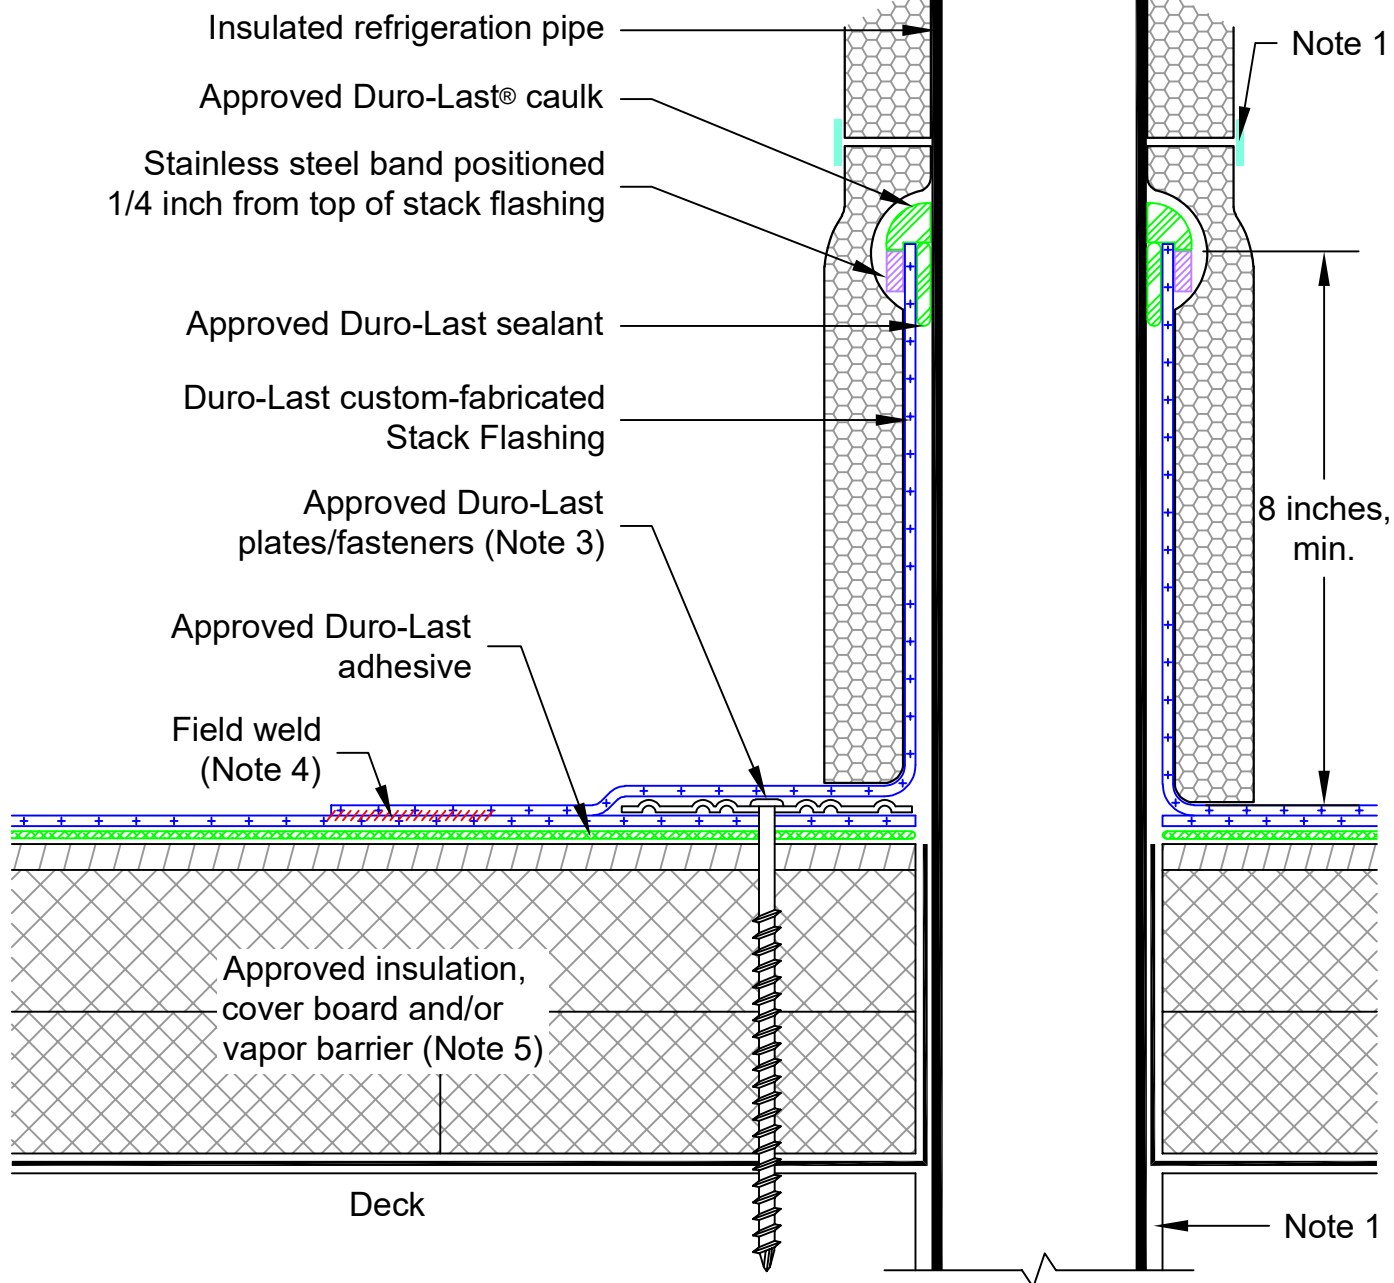 Insulated refrigeration pipe
Note 1
Approved Duro-Last® caulk
Stainless steel band positioned
1/4 inch from top of stack flashing
Approved Duro-Last sealant
Duro-Last custom-fabricated
Stack Flashing
Approved Duro-Last
plates/fasteners (Note 3)
8 inches,
min.
Approved Duro-Last
adhesive
Field weld
(Note 4)
Approved insulation,
cover board and/or
vapor barrier (Note 5)
Deck
Note 1